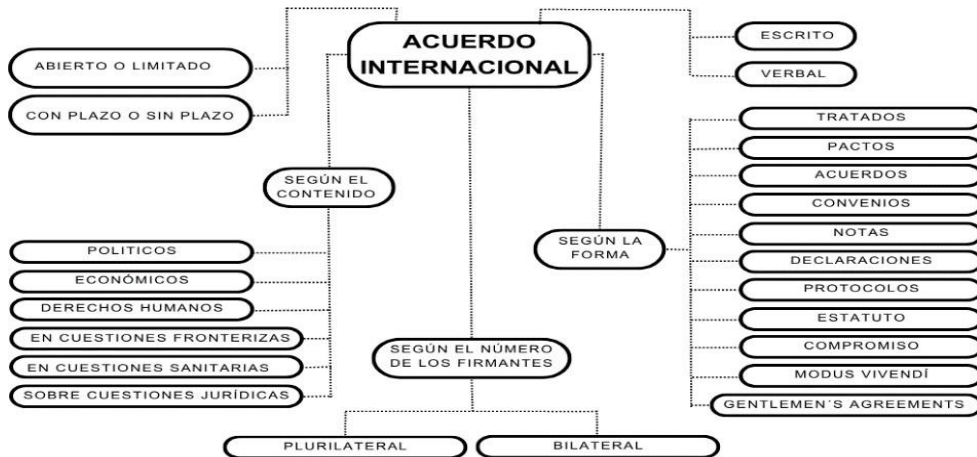 ACUERDO
INTERNACIONAL
ABIERTO O LIMITADO
CON PLAZO O SIN PLAZO
ESCRITO
VERBAL
SEGÚN EL
CONTENIDO
POLITICOS
ECONÓMICOS
DERECHOS HUMANOS
EN CUESTIONES FRONTERIZAS
EN CUESTIONES SANITARIAS
SOBRE CUESTIONES JURÍDICAS
SEGÚN EL NÚMERO
DE LOS FIRMANTES
PLURILATERAL
BILATERAL
SEGÚN LA
FORMA
TRATADOS
PACTOS
ACUERDOS
CONVENIOS
NOTAS
DECLARACIONES
PROTOCOLOS
ESTATUTO
COMPROMISO
MODUS VIVENDÍ
GENTLEMEN´S AGREEMENTS